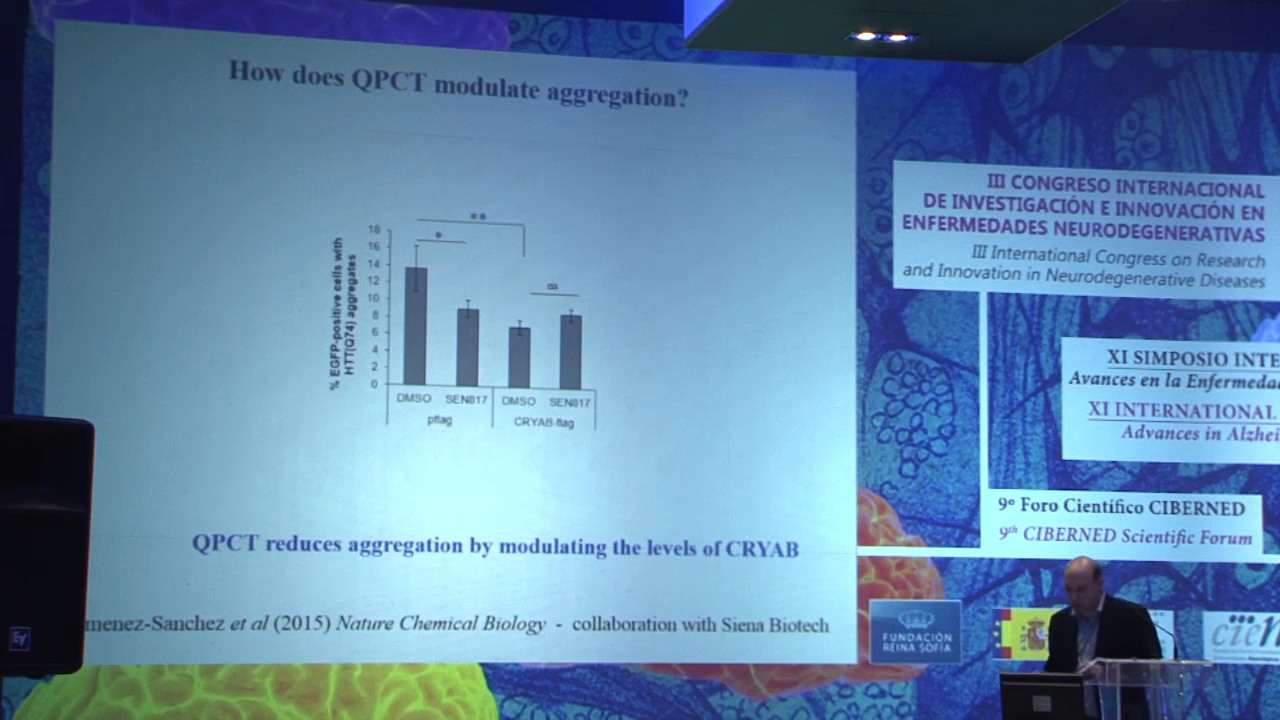 How does QPCT modulate aggregation?
**
*
ns
% EGFP-positive cells with
HTT(Q74) aggregates
18
16
14
12
10
8
6
4
2
0
DMSO SEN817 DMSO SEN817
pflag CRYAB-flag
QPCT reduces aggregation by modulating the levels of CRYAB
menez-Sanchez et al (2015) Nature Chemical Biology - collaboration with Siena Biotech
III CONGRESO INTERNACIONAL
DE INVESTIGACIÓN E INNOVACIÓN EN
ENFERMEDADES NEURODEGENERATIVAS
III International Congress on Research
and Innovation in Neurodegenerative Diseases
XI SIMPOSIO INTE
Avances en la Enfermeda
XI INTERNATIONAL
Advances in Alzhei
9º Foro Científico CIBERNED
9th CIBERNED Scientific Forum
FUNDACIÓN
REINA SOFÍA
cien
EV